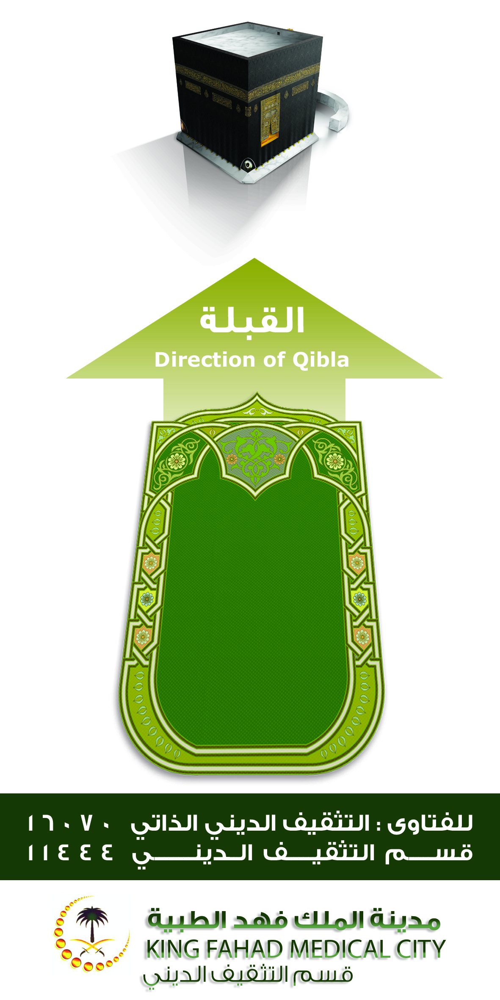 القبلة
Direction of Qibla
للفتاوى : التثقيف الديني الذاتي ١٦٠٧٠
قسم التثقيف الديني ١١٤٤٤
مدينة الملك فهد الطبية
KING FAHAD MEDICAL CITY
قسم التثقيف الديني